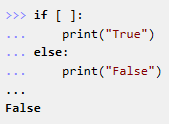 >>> if [ ]:
...     print("True")
... else:
...     print("False")
...
False